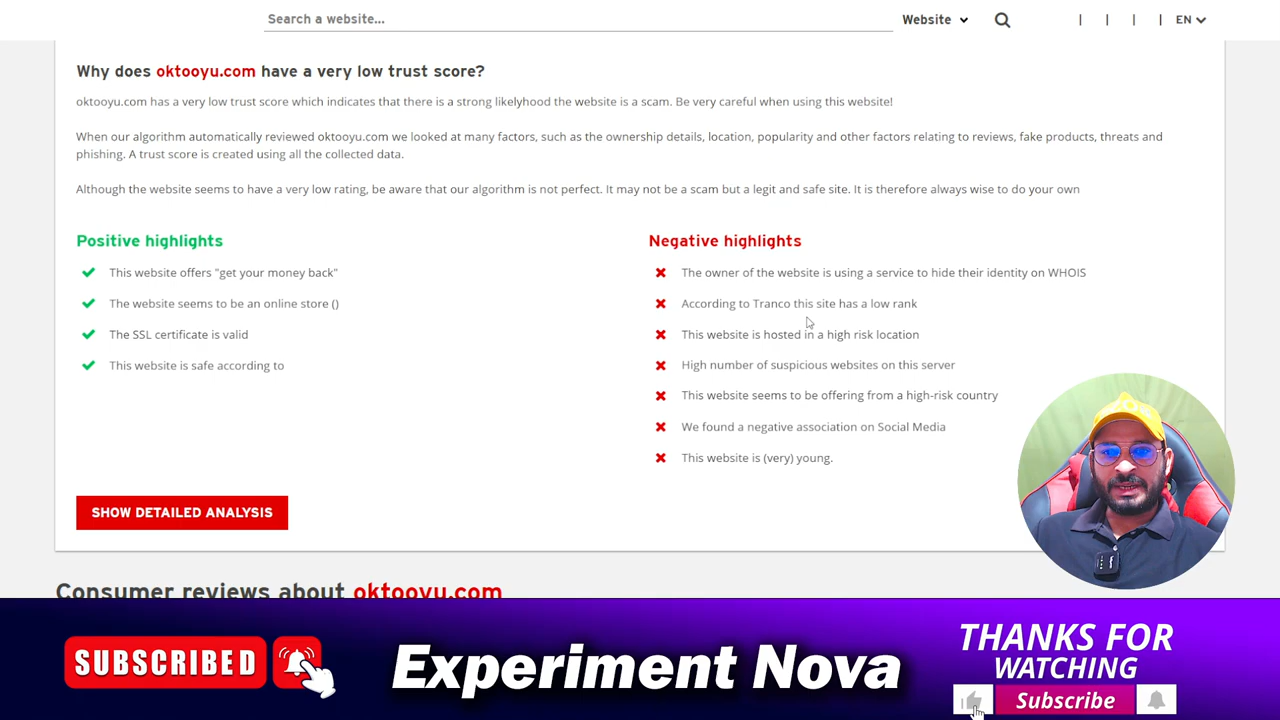 Search a website...
Website
EN
Why does oktooyu.com have a very low trust score?
oktooyu.com has a very low trust score which indicates that there is a strong likelyhood the website is a scam. Be very careful when using this website!
When our algorithm automatically reviewed oktooyu.com we looked at many factors, such as the ownership details, location, popularity and other factors relating to reviews, fake products, threats and
phishing. A trust score is created using all the collected data.
Although the website seems to have a very low rating, be aware that our algorithm is not perfect. It may not be a scam but a legit and safe site. It is therefore always wise to do your own
Positive highlights
This website offers "get your money back"
The website seems to be an online store ()
The SSL certificate is valid
This website is safe according to
Negative highlights
The owner of the website is using a service to hide their identity on WHOIS
According to Tranco this site has a low rank
This website is hosted in a high risk location
High number of suspicious websites on this server
This website seems to be offering from a high-risk country
We found a negative association on Social Media
This website is (very) young.
SHOW DETAILED ANALYSIS
Consumer reviews about oktooyu.com
SUBSCRIBED
Experiment Nova
THANKS FOR
WATCHING
Subscribe